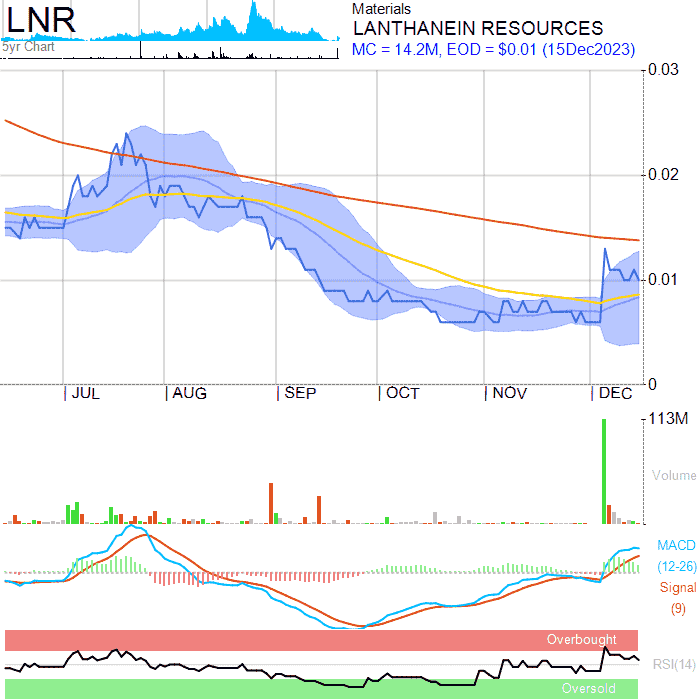 LNR
5yr Chart
Materials
LANTHANEIN RESOURCES
MC = 14.2M, EOD = $0.01 (15Dec2023)
0.03
0.02
0.01
0
JUL AUG SEP OCT NOV DEC
113M
Volume
MACD
(12-26)
Signal
(9)
Overbought
RSI(14)
Oversold